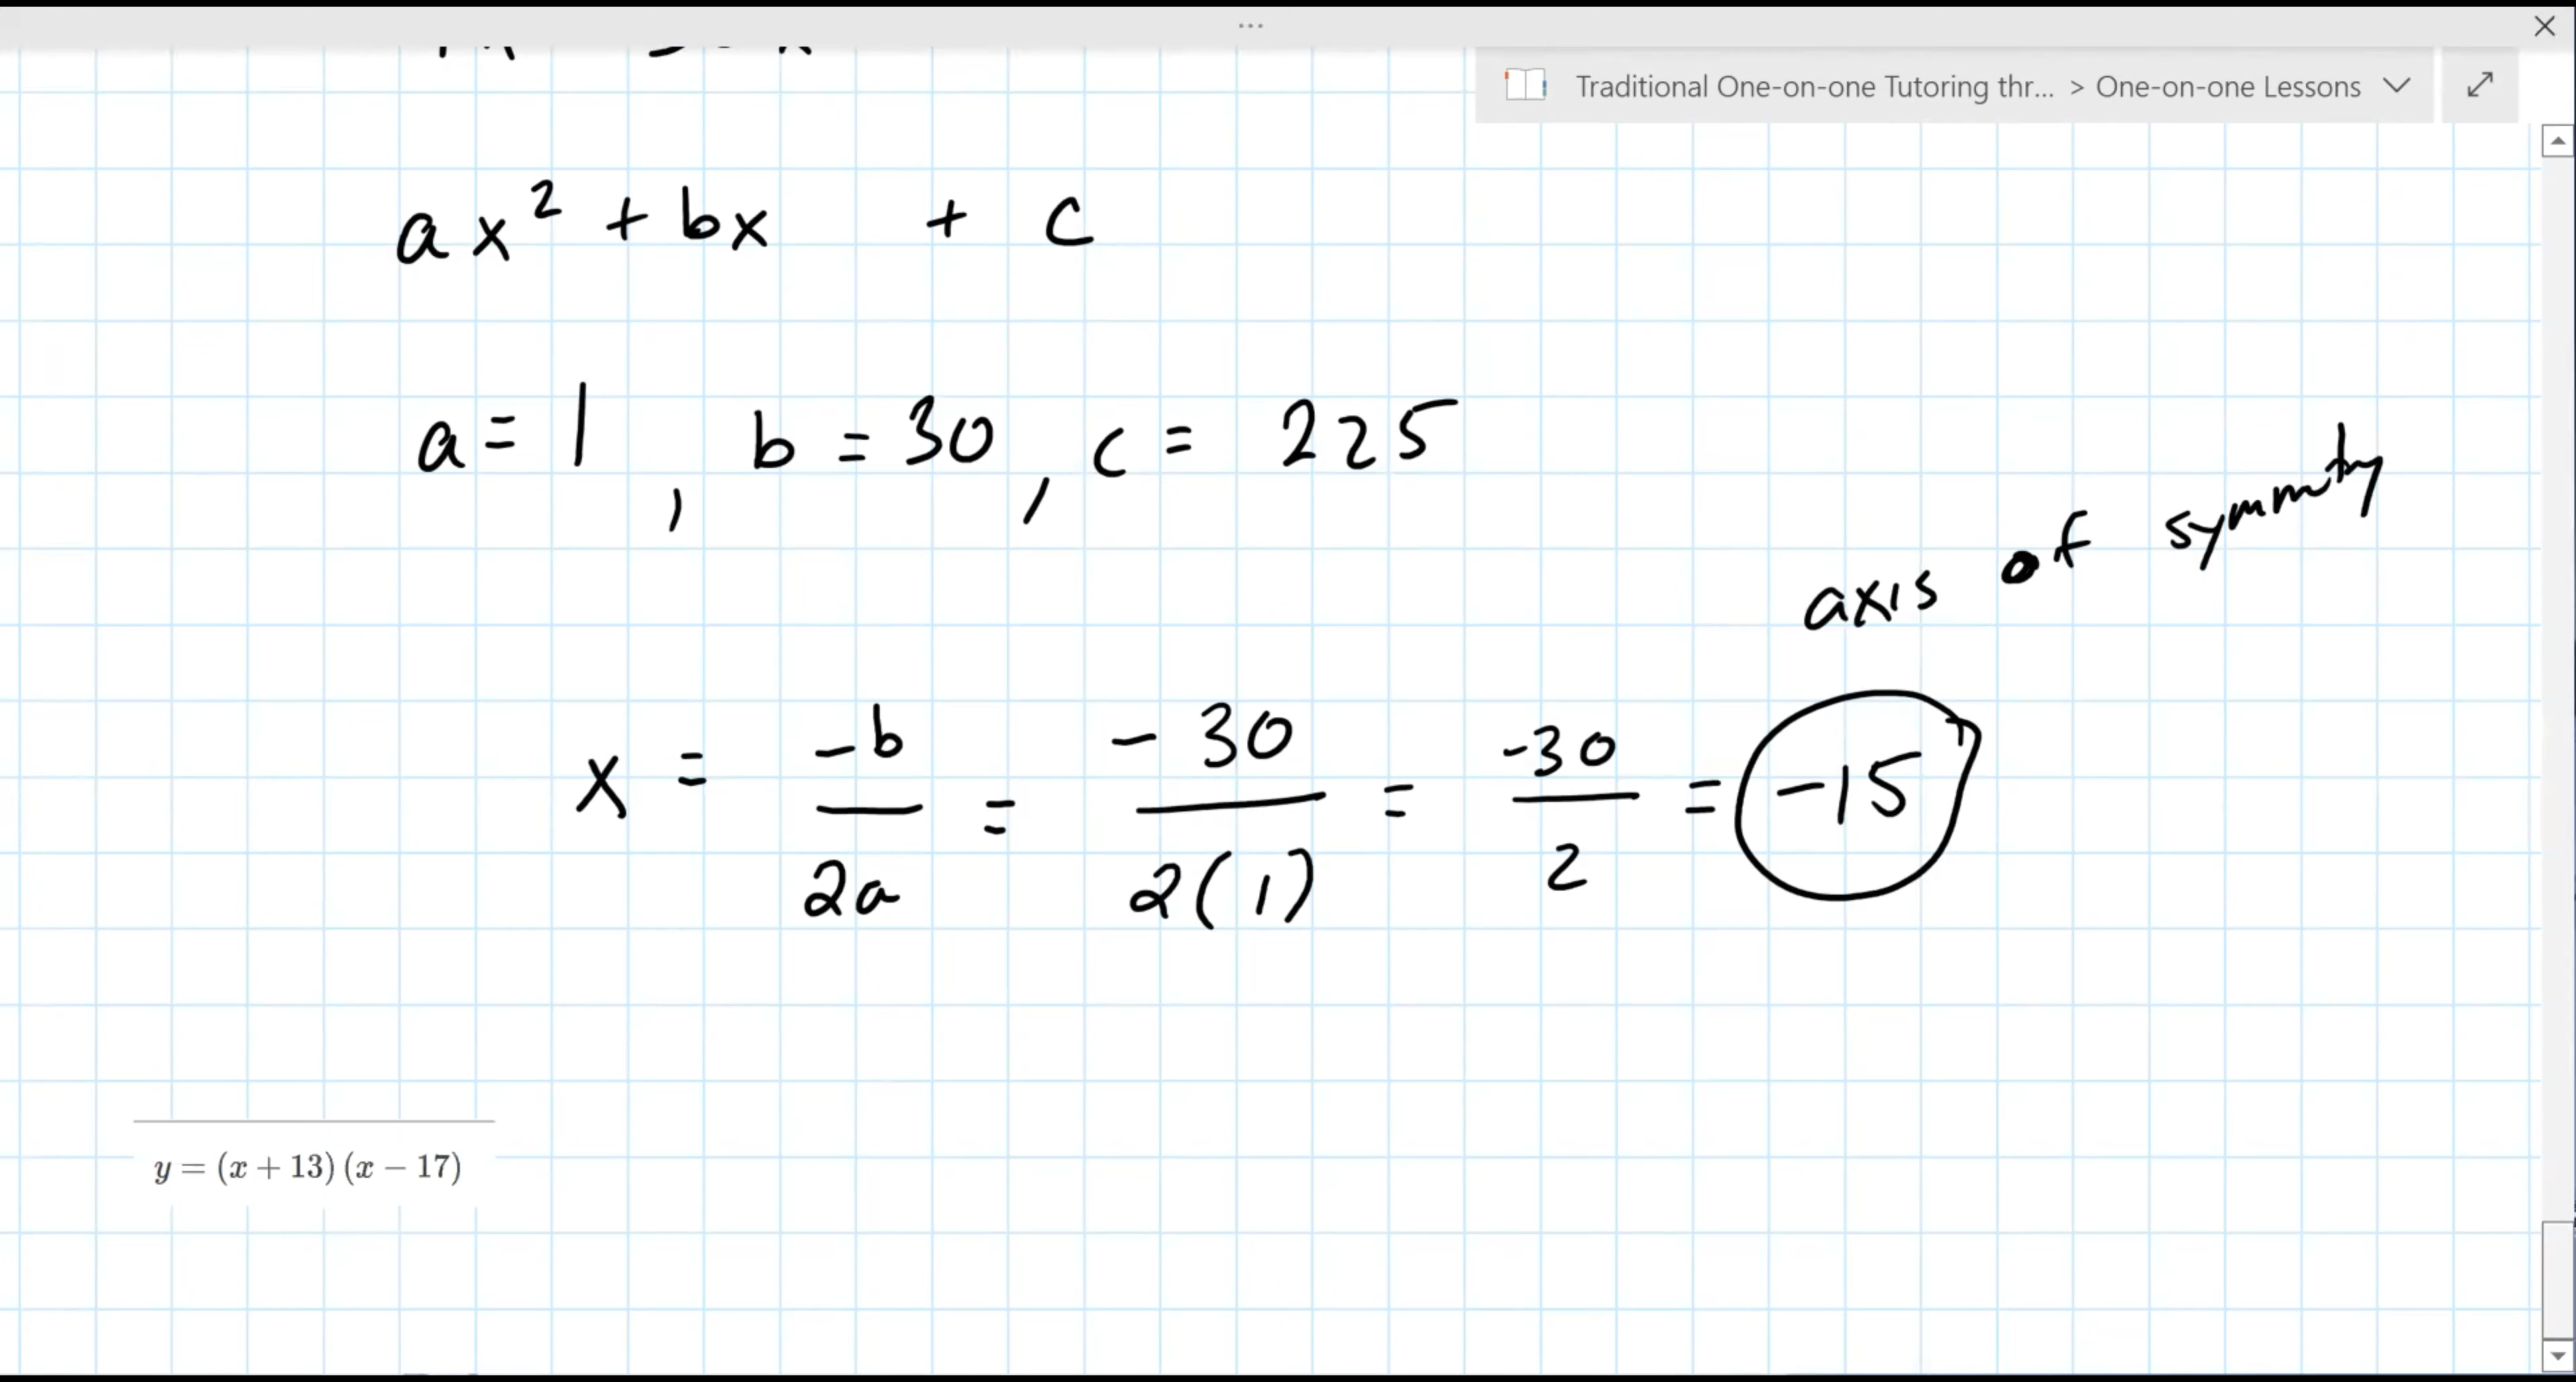 Traditional One-on-one Tutoring thr... > One-on-one Lessons
ax² + bx + c
a = 1, b = 30, c = 225
axis of symmtry
x = -b/2a = -30/2(1) = -30/2 = -15
y = (x + 13) (x − 17)